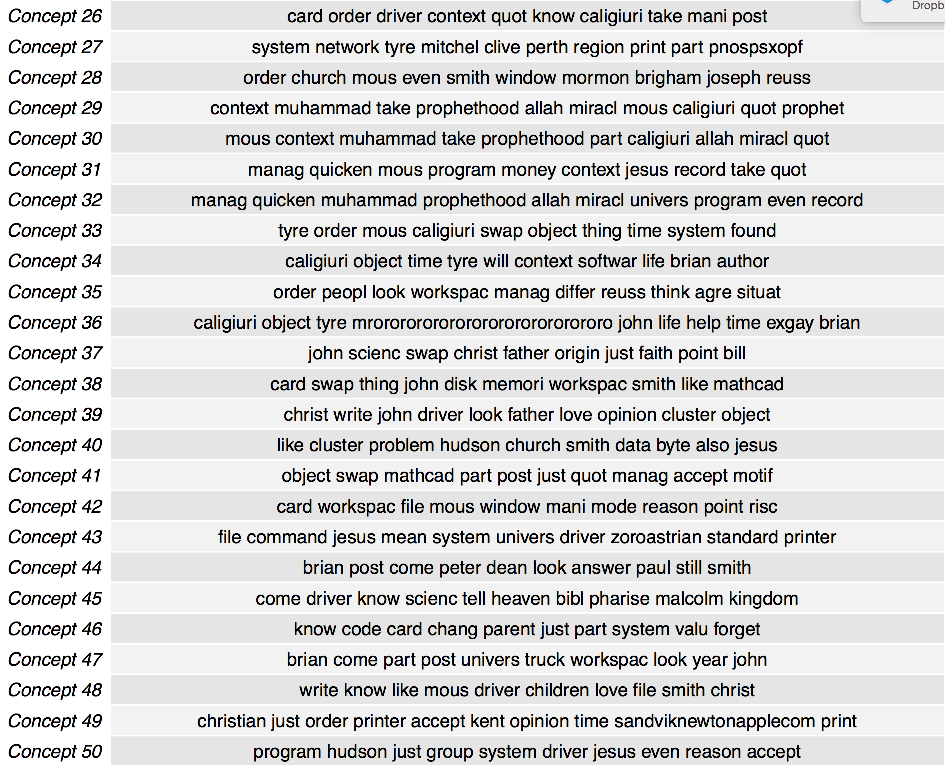 Dropb
Concept 26 card order driver context quot know caligiuri take mani post
Concept 27 system network tyre mitchel clive perth region print part pnospsxopf
Concept 28 order church mous even smith window mormon brigham joseph reuss
Concept 29 context muhammad take prophethood allah miracl mous caligiuri quot prophet
Concept 30 mous context muhammad take prophethood part caligiuri allah miracl quot
Concept 31 manag quicken mous program money context jesus record take quot
Concept 32 manag quicken muhammad prophethood allah miracl univers program even record
Concept 33 tyre order mous caligiuri swap object thing time system found
Concept 34 caligiuri object time tyre will context softwar life brian author
Concept 35 order peopl look workspac manag differ reuss think agre situat
Concept 36 caligiuri object tyre mrorororororororororororororo john life help time exgay brian
Concept 37 john scienc swap christ father origin just faith point bill
Concept 38 card swap thing john disk memori workspac smith like mathcad
Concept 39 christ write john driver look father love opinion cluster object
Concept 40 like cluster problem hudson church smith data byte also jesus
Concept 41 object swap mathcad part post just quot manag accept motif
Concept 42 card workspac file mous window mani mode reason point risc
Concept 43 file command jesus mean system univers driver zoroastrian standard printer
Concept 44 brian post come peter dean look answer paul still smith
Concept 45 come driver know scienc tell heaven bibl pharise malcolm kingdom
Concept 46 know code card chang parent just part system valu forget
Concept 47 brian come part post univers truck workspac look year john
Concept 48 write know like mous driver children love file smith christ
Concept 49 christian just order printer accept kent opinion time sandviknewtonapplecom print
Concept 50 program hudson just group system driver jesus even reason accept